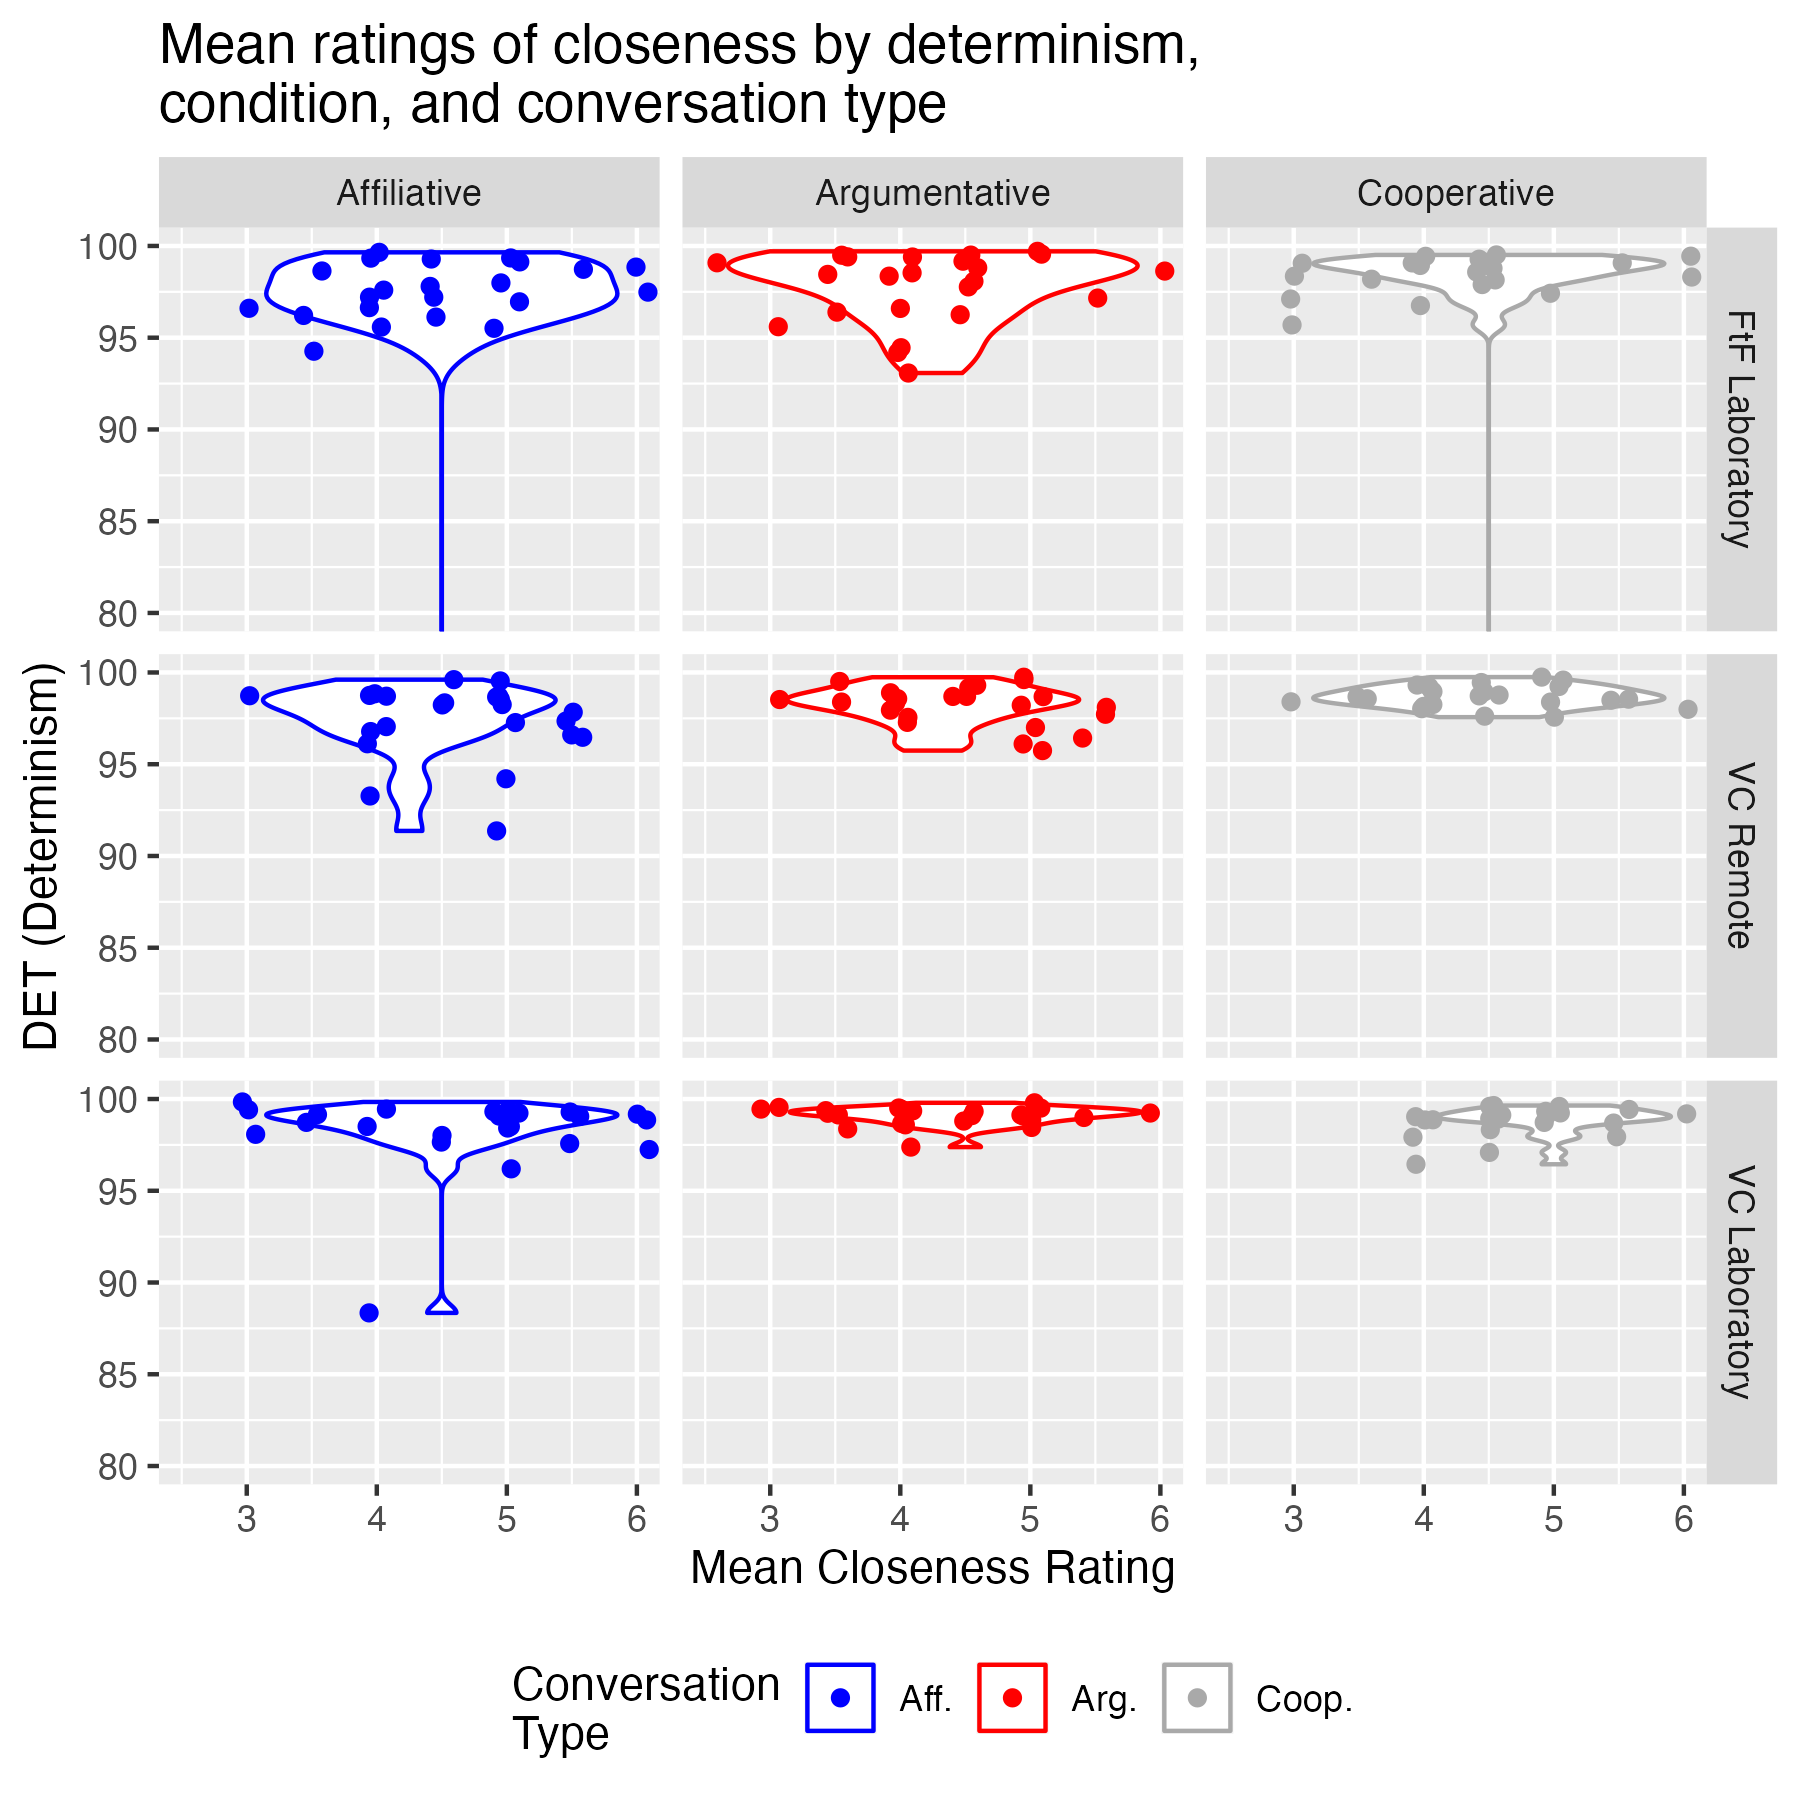 Mean ratings of closeness by determinism,
condition, and conversation type
Affiliative
Argumentative
Cooperative
100
95
90
85
80
FtF Laboratory
100
95
90
85
80
VC Remote
100
95
90
85
80
VC Laboratory
DET (Determinism)
3 4 5 6
3 4 5 6
3 4 5 6
Mean Closeness Rating
Conversation
Type
Aff.
Arg.
Coop.